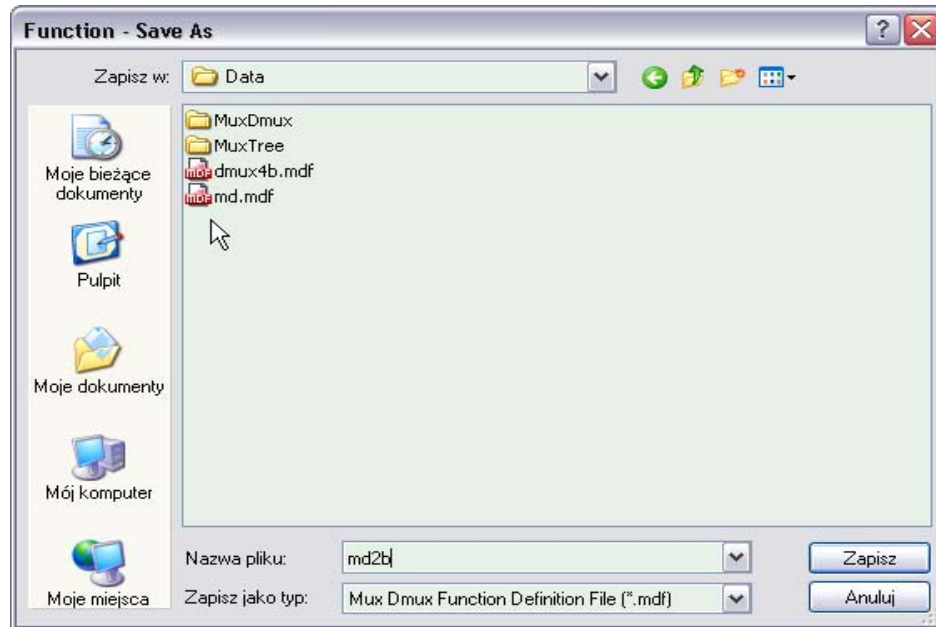 Function - Save As
Zapisz w:
Data
MuxDmux
MuxTree
dmux4b.mdf
md.mdf
Moje bieżące
dokumenty
Pulpit
Moje dokumenty
Mój komputer
Moje miejsca
Nazwa pliku:
md2b
Zapisz
Zapisz jako typ:
Mux Dmux Function Definition File (*.mdf)
Anuluj